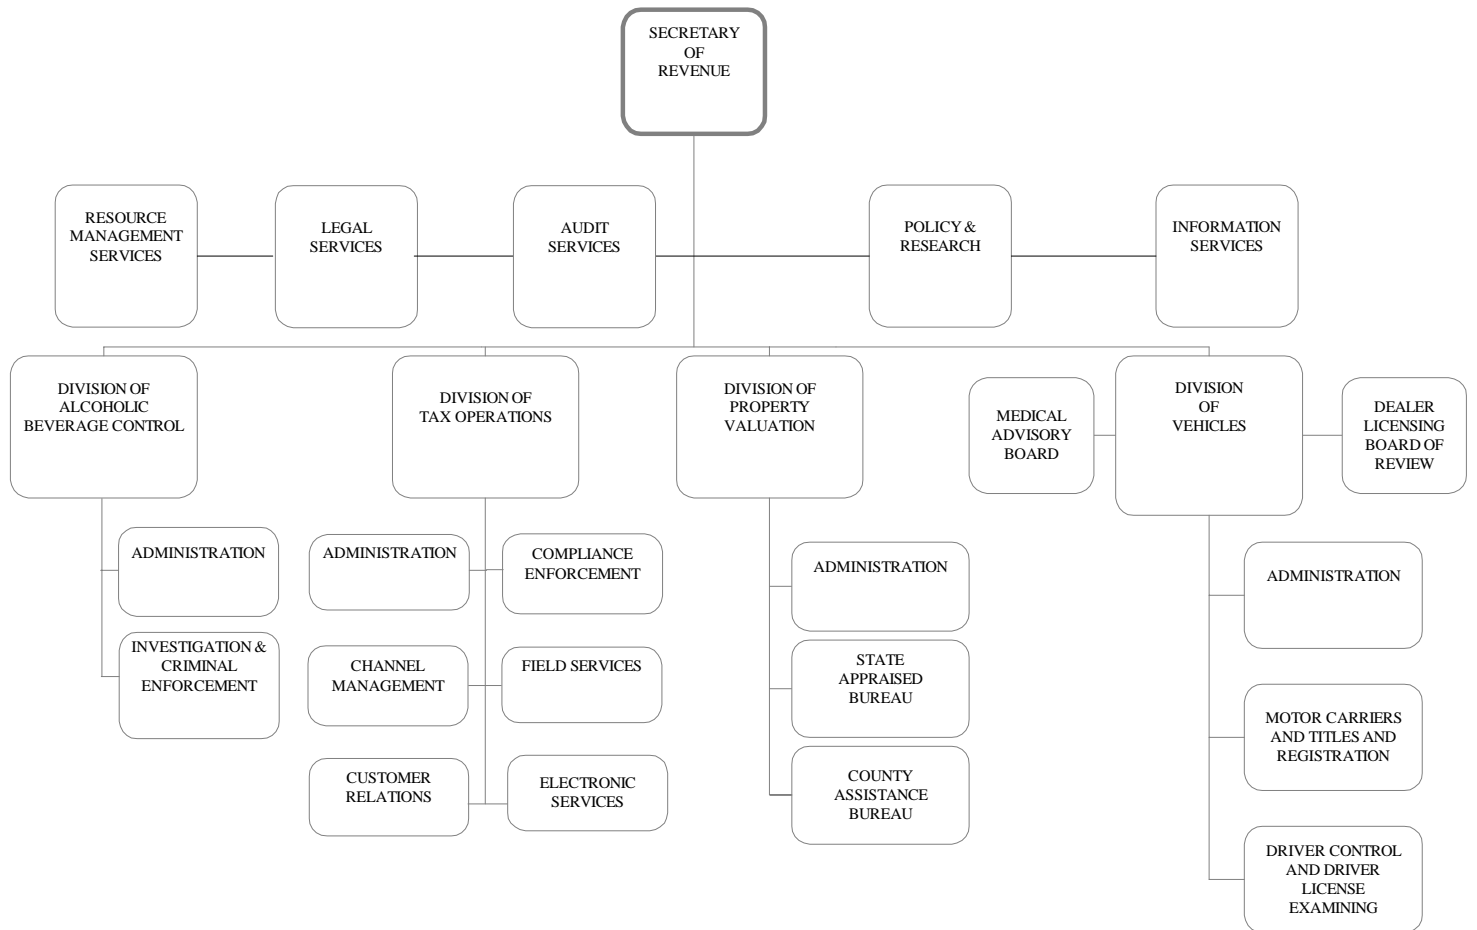 SECRETARY
OF
REVENUE
RESOURCE
MANAGEMENT
SERVICES
LEGAL
SERVICES
AUDIT
SERVICES
POLICY &
RESEARCH
INFORMATION
SERVICES
DIVISION OF
ALCOHOLIC
BEVERAGE CONTROL
DIVISION OF
TAX OPERATIONS
DIVISION OF
PROPERTY
VALUATION
MEDICAL
ADVISORY
BOARD
DIVISION
OF
VEHICLES
DEALER
LICENSING
BOARD OF
REVIEW
ADMINISTRATION
INVESTIGATION &
CRIMINAL
ENFORCEMENT
ADMINISTRATION
COMPLIANCE
ENFORCEMENT
CHANNEL
MANAGEMENT
FIELD SERVICES
CUSTOMER
RELATIONS
ELECTRONIC
SERVICES
ADMINISTRATION
STATE
APPRAISED
BUREAU
COUNTY
ASSISTANCE
BUREAU
ADMINISTRATION
MOTOR CARRIERS
AND TITLES AND
REGISTRATION
DRIVER CONTROL
AND DRIVER
LICENSE
EXAMINING